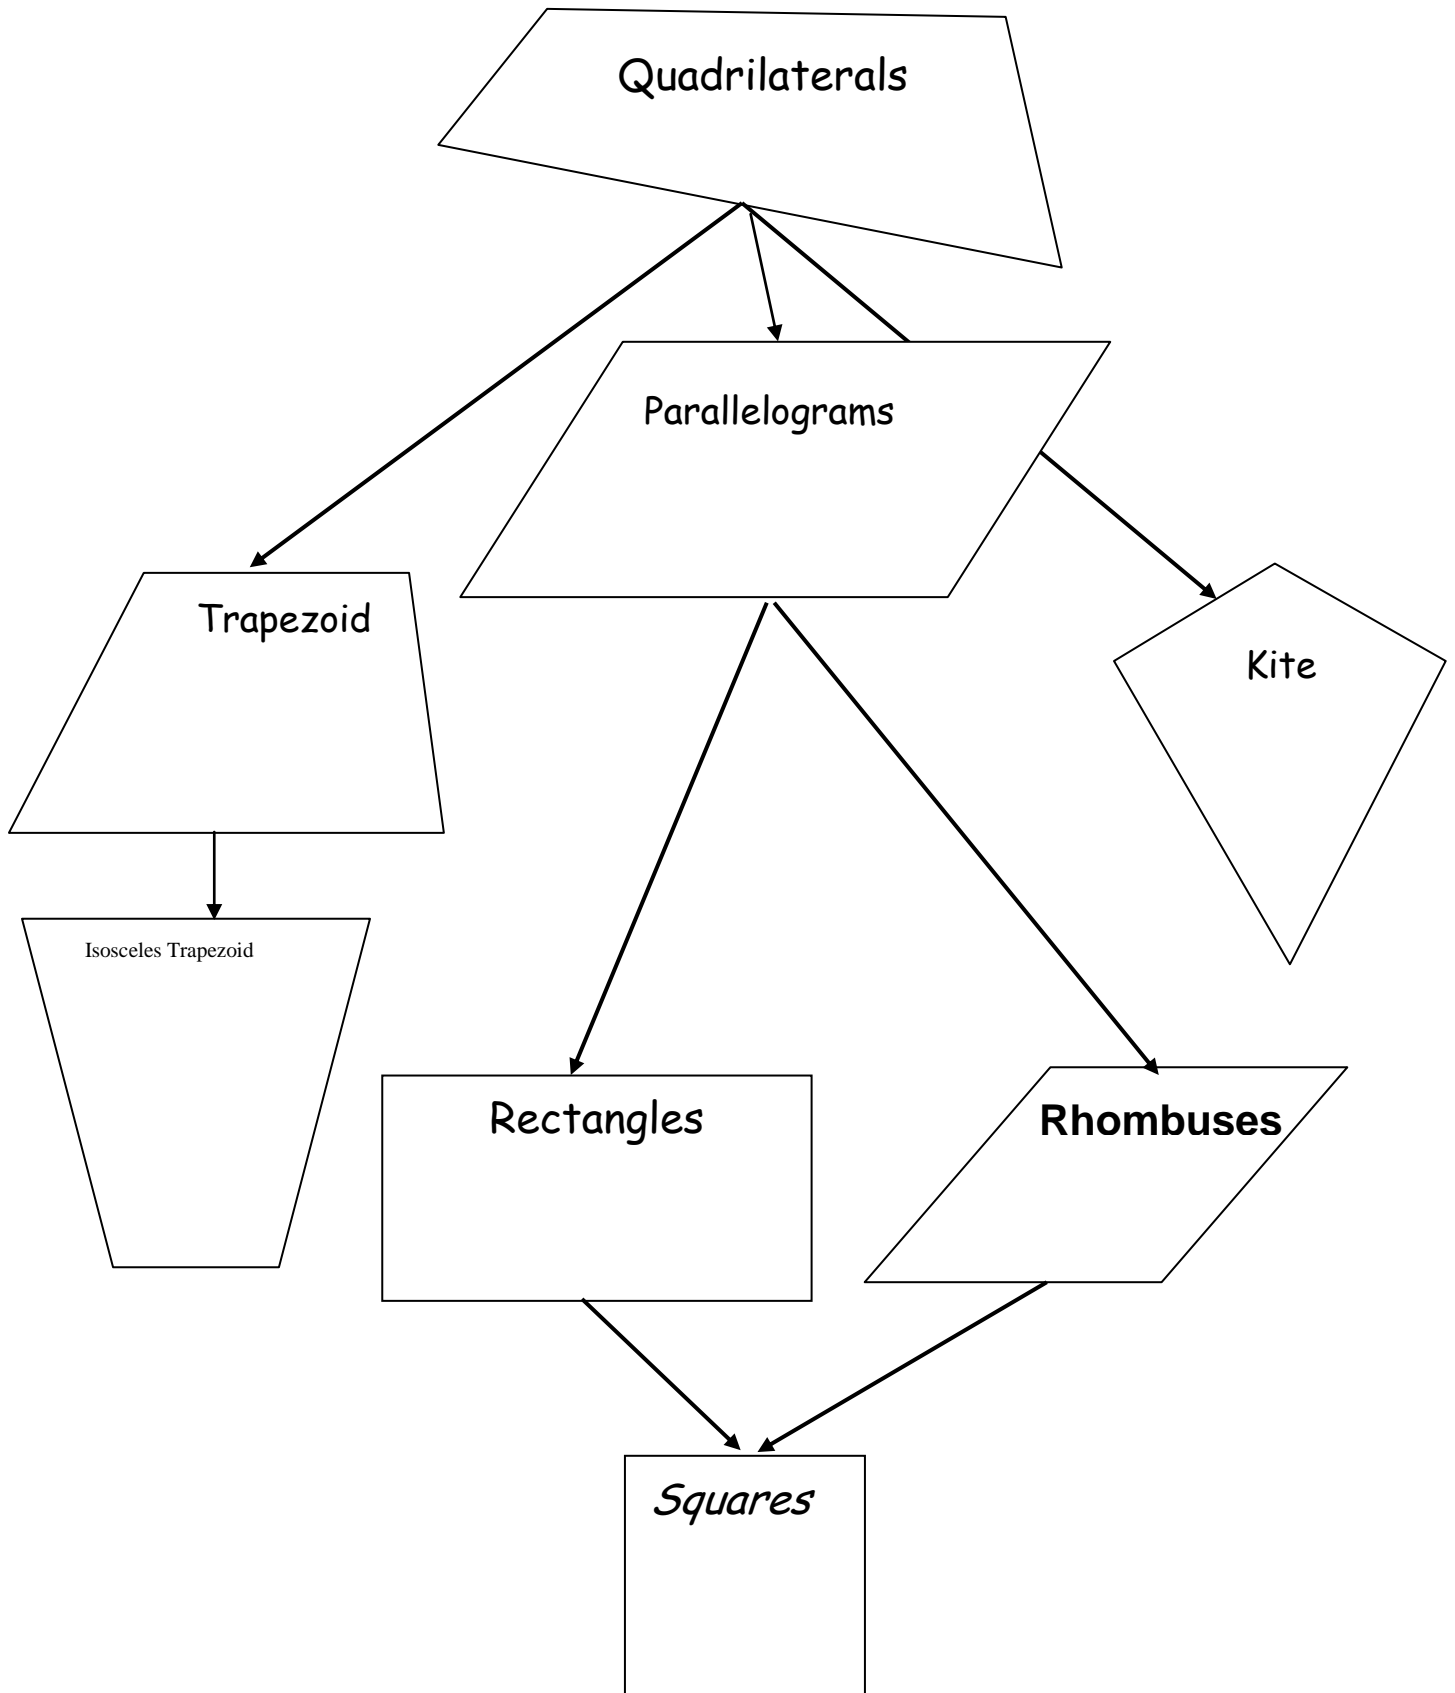 Quadrilaterals
Parallelograms
Trapezoid
Kite
Isosceles Trapezoid
Rectangles
Rhombuses
Squares